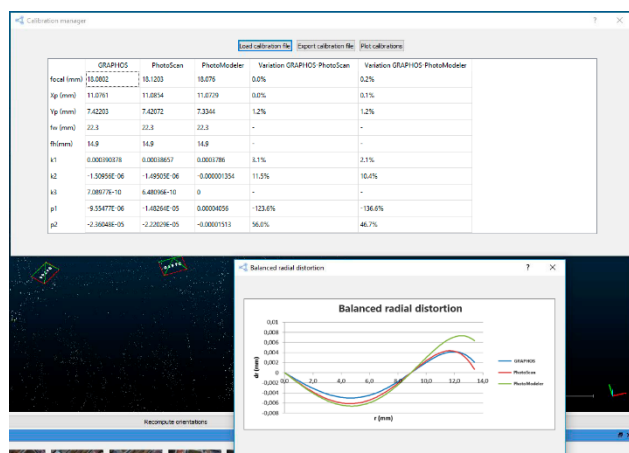 Calibration manager ? ×
Load calibration file Export calibration file Plot calibrations
GRAPHOS PhotoScan PhotoModeler Variation GRAPHOS-PhotoScan Variation GRAPHOS-PhotoModeler
focal (mm) 18.0802 18.1203 18.076 0.0% 0.2%
Xp (mm) 11.0761 11.0854 11.0729 0.0% 0.1%
Yp (mm) 7.42203 7.42072 7.3344 1.2% 1.2%
fw (mm) 22.3 22.3 22.3 - -
fh(mm) 14.9 14.9 14.9 - -
k1 0.000390378 0.00038657 0.0003786 3.1% 2.1%
k2 -1.50956E-06 -1.49505E-06 -0.000001354 11.5% 10.4%
k3 7.08977E-10 6.48096E-10 0 - -
p1 -9.55477E-06 -1.48264E-05 0.00004056 -123.6% -136.6%
p2 -2.36048E-05 -2.22029E-05 -0.00001513 56.0% 46.7%
Balanced radial distortion ? ×
Balanced radial distortion
0,01
0,008
0,006
0,004
0,002
0
-0,002
-0,004
-0,006
-0,008
dr (mm)
0,0 2,0 4,0 6,0 8,0 10,0 12,0 14,0
r (mm)
GRAPHOS
PhotoScan
PhotoModeler
Recompute orientations